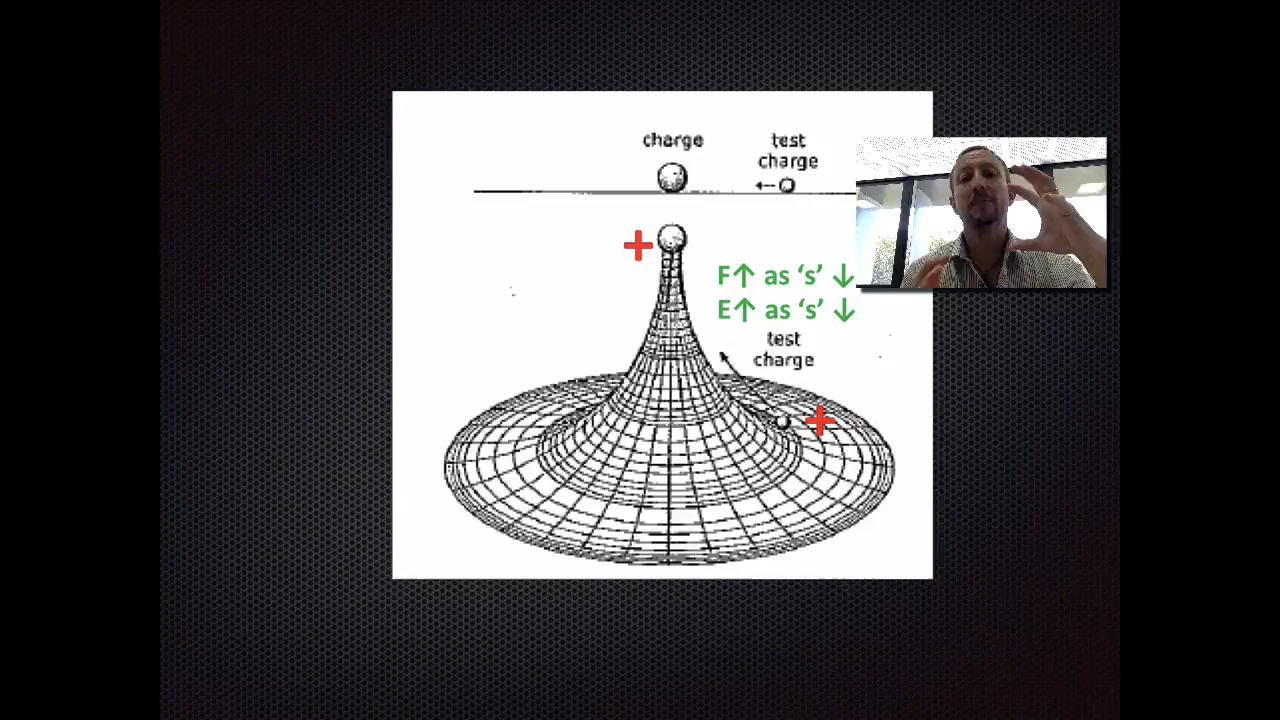 charge
test
charge
F↑ as ‘s’ ↓
E↑ as ‘s’ ↓
test
charge